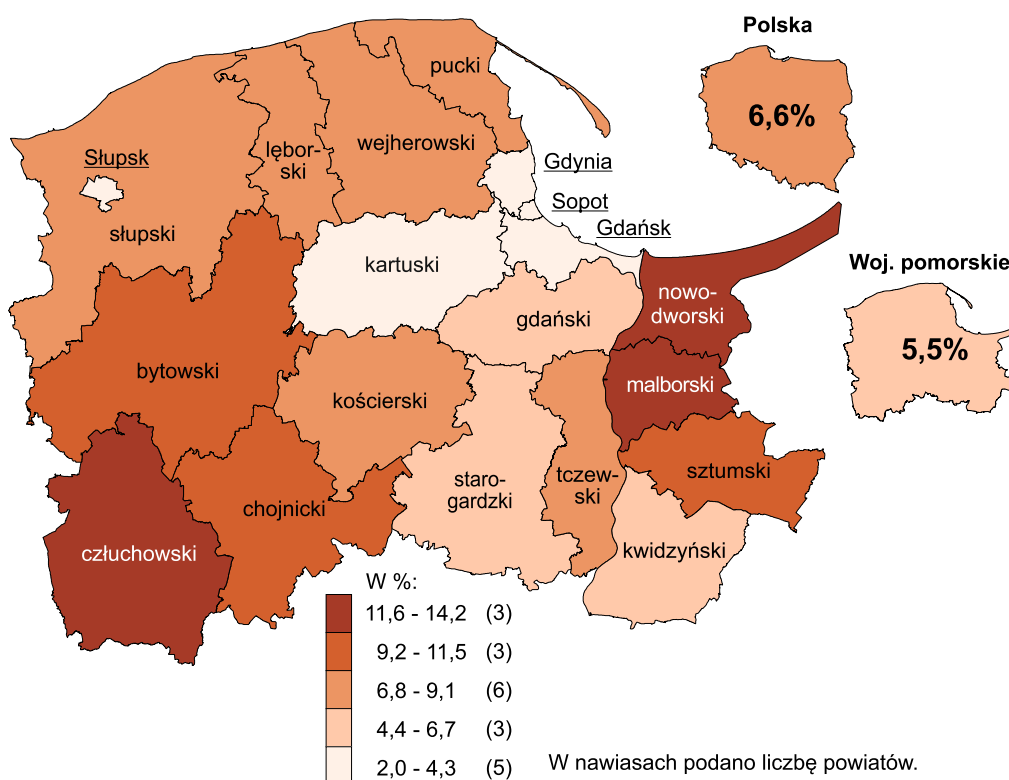 Polska
6,6%
pucki
wejherowski
lębor-
ski
Słupsk
słupski
Gdynia
Sopot
Gdańsk
kartuski
gdański
nowo-
dworski
Woj. pomorskie
5,5%
bytowski
kościerski
malborski
staro-
gardzki
tczew-
ski
sztumski
chojnicki
człuchowski
kwidzyński
W %:
11,6 - 14,2 (3)
9,2 - 11,5 (3)
6,8 - 9,1 (6)
4,4 - 6,7 (3)
2,0 - 4,3 (5)
W nawiasach podano liczbę powiatów.